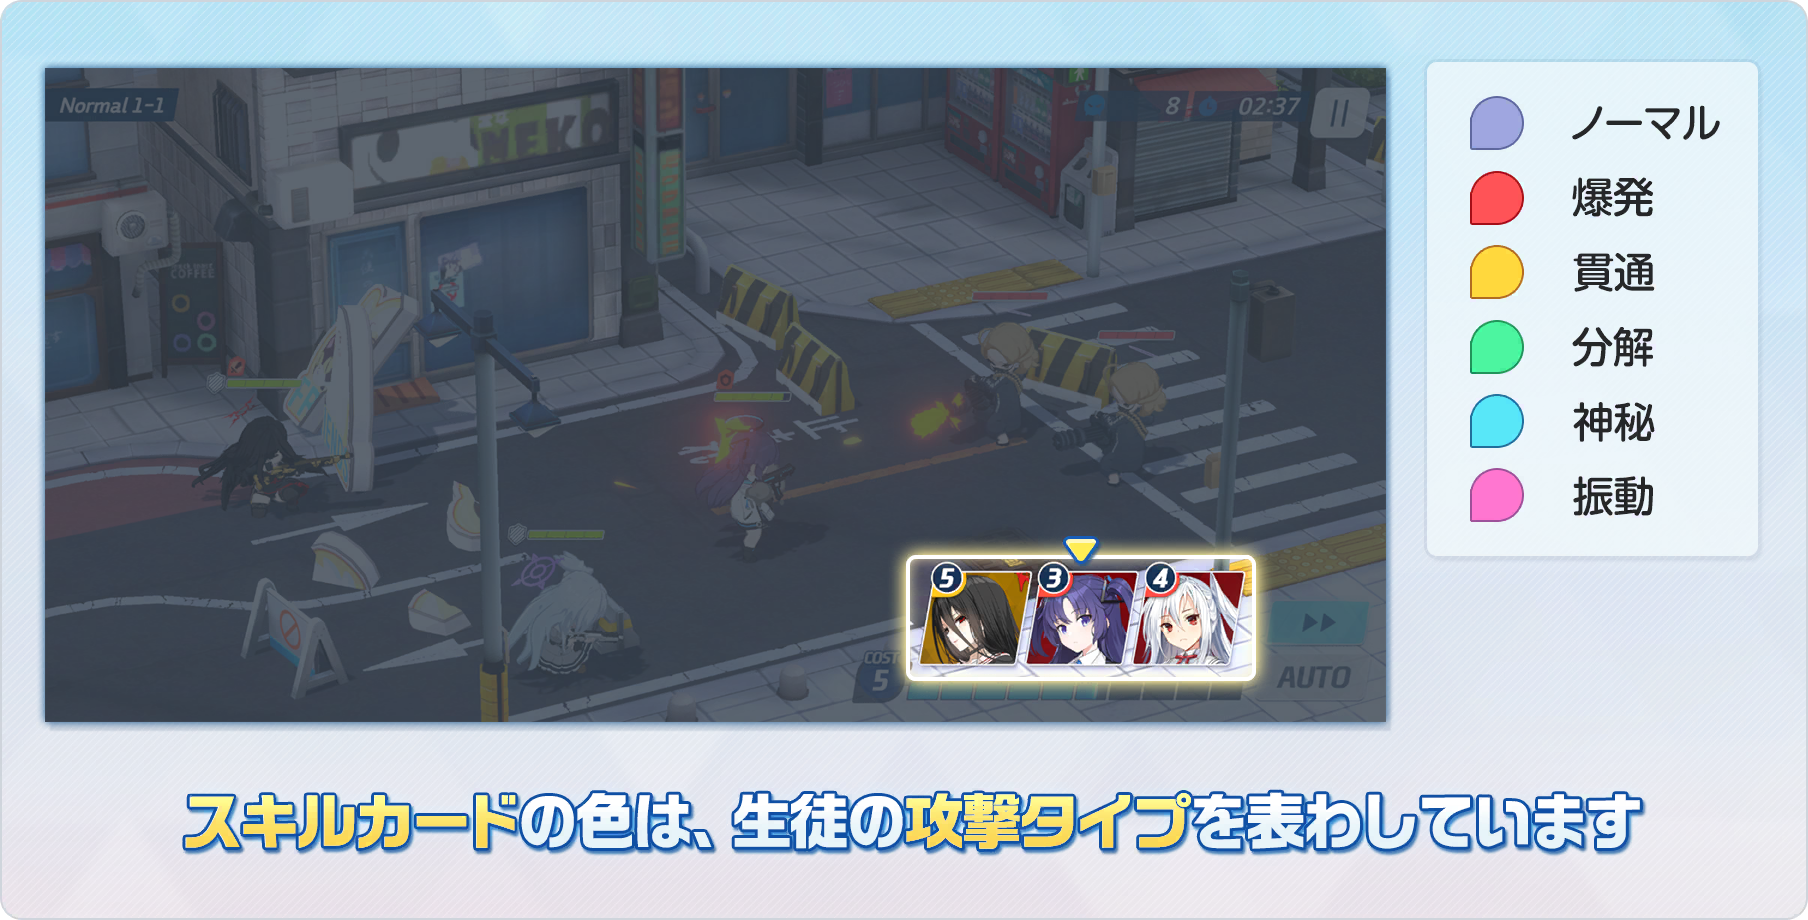 Normal 1-1
8
02:37
NEKO
COFFEE
5
3
4
COST
5
AUTO
ノーマル
爆発
貫通
分解
神秘
振動
スキルカードの色は、生徒の攻撃タイプを表わしています